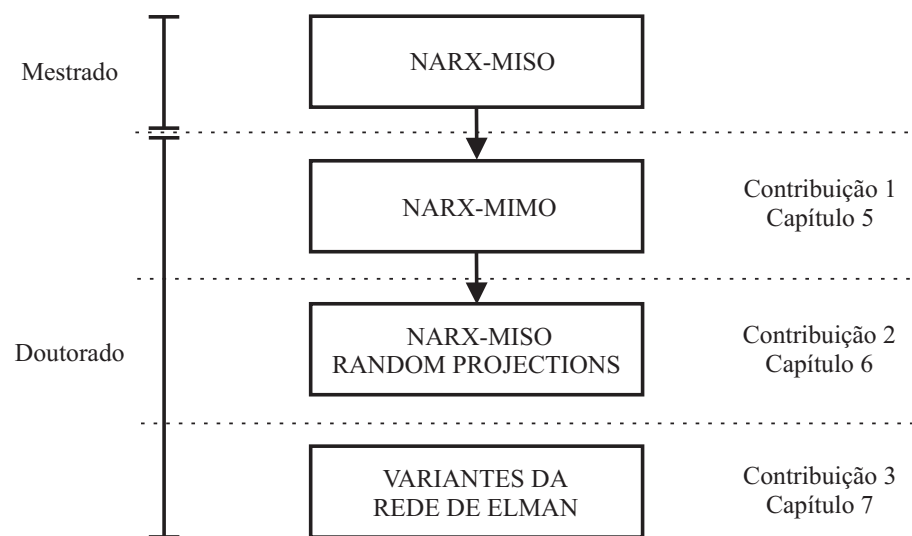 NARX-MISO
Mestrado
NARX-MIMO
Contribuição 1
Capítulo 5
Doutorado
NARX-MISO
RANDOM PROJECTIONS
Contribuição 2
Capítulo 6
VARIANTES DA
REDE DE ELMAN
Contribuição 3
Capítulo 7